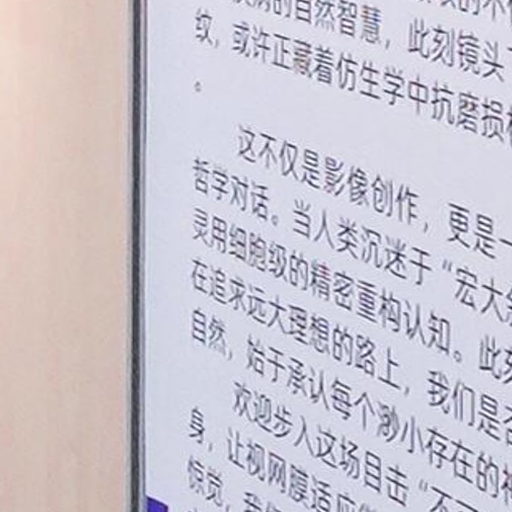 的自然智慧，此刻镜头
纹，或许正藏着仿生学中抗磨损
。
这不仅是影像创作，更是一
哲学对话。当人类沉迷于“宏大
灵用细胞级的精密重构认知。此
在追求远大理想的路上，我们是否
自然，始于承认每个渺小存在的
欢迎步入这场目击“不
身，让视网膜适应
惊觉，我